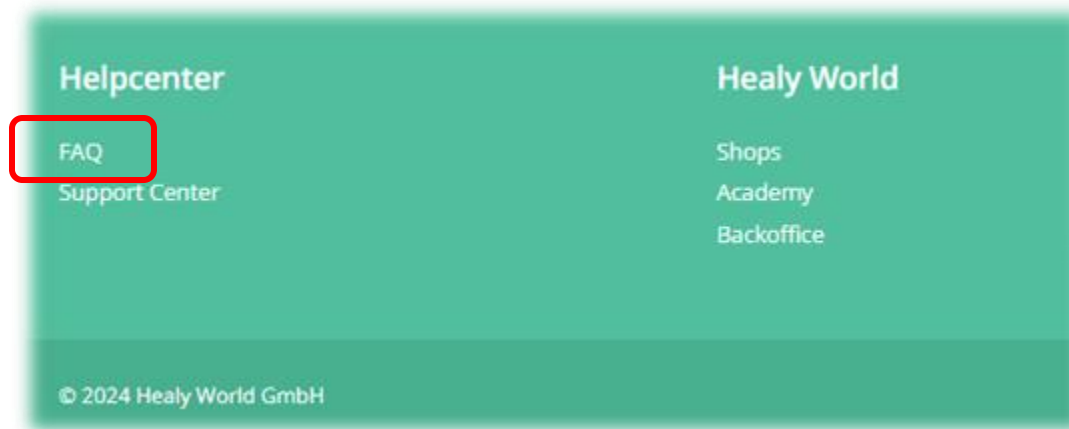 Helpcenter
FAQ
Support Center
Healy World
Shops
Academy
Backoffice
© 2024 Healy World GmbH